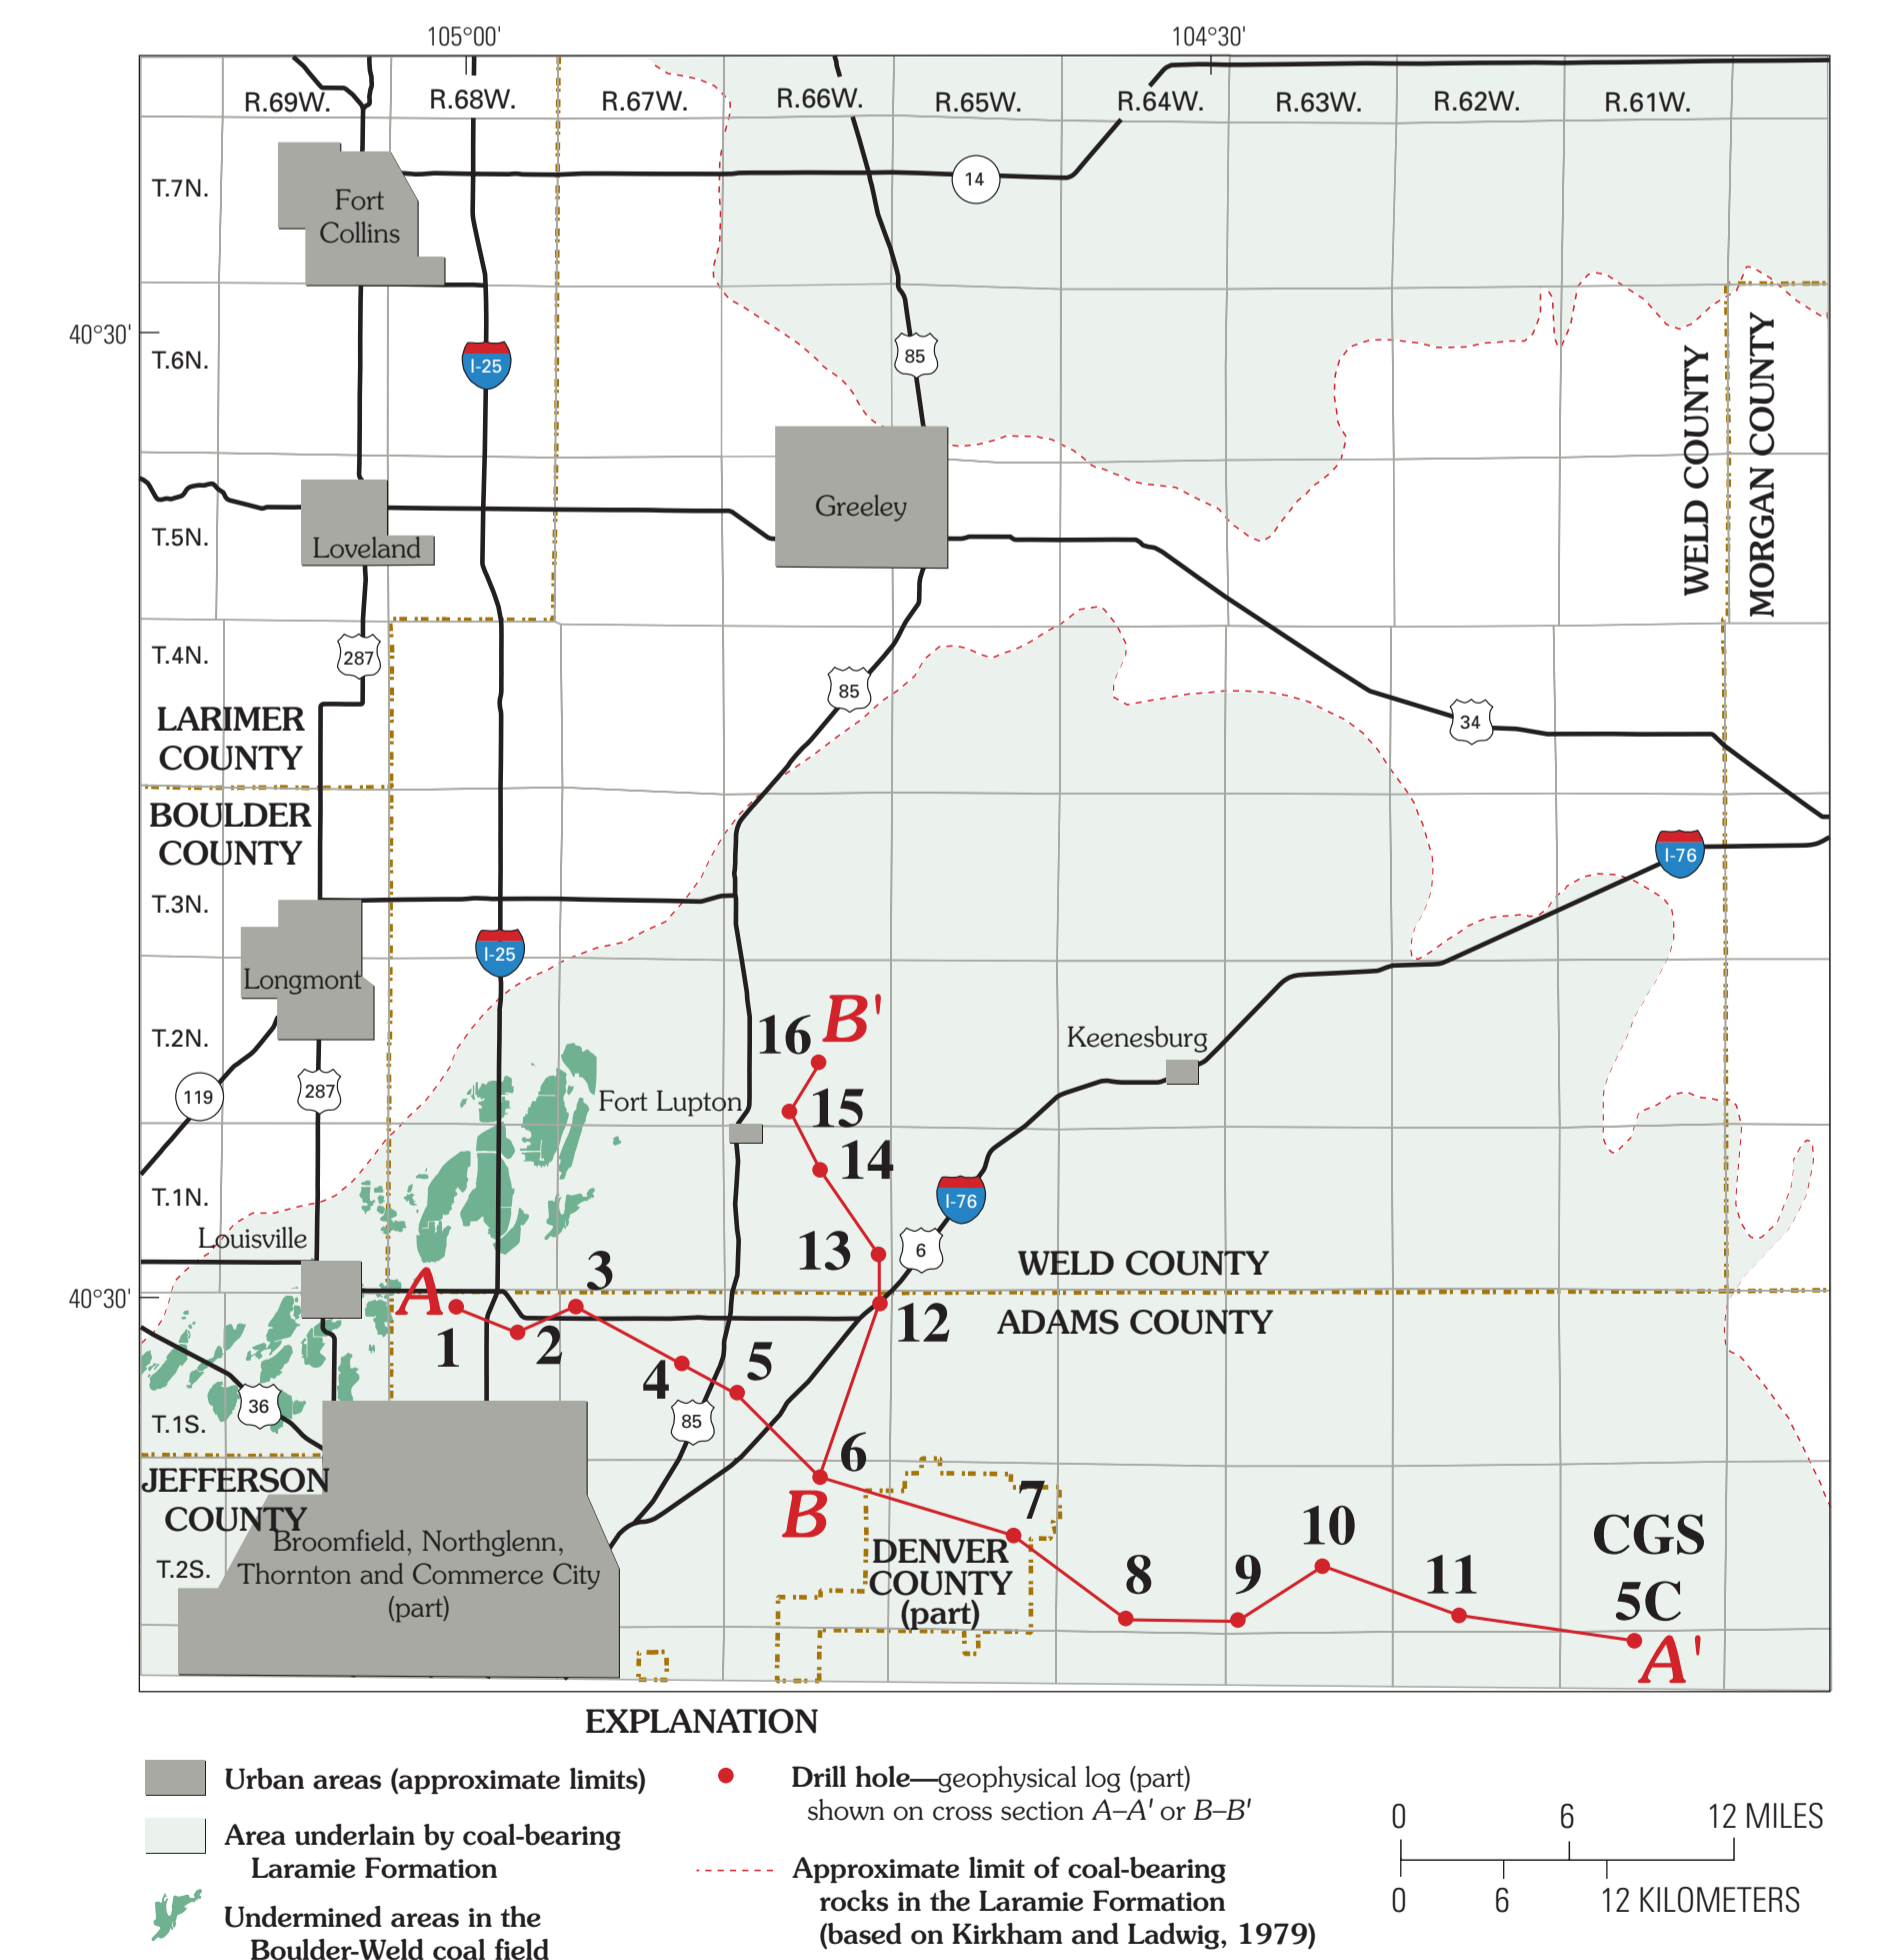 105°00'
104°30'
R.69W.
R.68W.
R.67W.
R.66W.
R.65W.
R.64W.
R.63W.
R.62W.
R.61W.
T.7N.
14
Fort
Collins
40°30'
T.6N.
I-25
85
WELD COUNTY
MORGAN COUNTY
Greeley
T.5N.
Loveland
T.4N.
287
85
34
LARIMER
COUNTY
BOULDER
COUNTY
I-76
T.3N.
I-25
Longmont
16
B'
Keenesburg
T.2N.
119
287
Fort Lupton
15
14
T.1N.
I-76
Louisville
13
6
WELD COUNTY
3
A
40°30'
12
ADAMS COUNTY
1
2
4
5
36
85
T.1S.
6
JEFFERSON
COUNTY
B
7
10
CGS
5C
Broomfield, Northglenn,
Thornton and Commerce City
(part)
T.2S.
DENVER
COUNTY
(part)
8
9
11
A'
EXPLANATION
Urban areas (approximate limits)
Area underlain by coal-bearing
Laramie Formation
Undermined areas in the
Boulder-Weld coal field
Drill hole—geophysical log (part)
shown on cross section A–A' or B–B'
Approximate limit of coal-bearing
rocks in the Laramie Formation
(based on Kirkham and Ladwig, 1979)
0 6 12 MILES
0 6 12 KILOMETERS